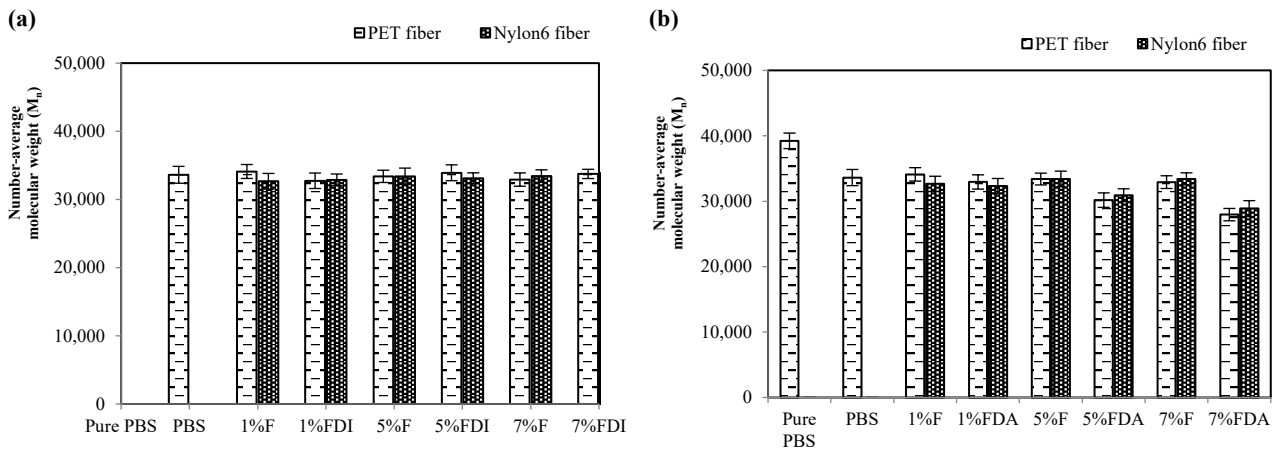 (a)
PET fiber Nylon6 fiber
Number-average
molecular weight (Mn)
50,000
40,000
30,000
20,000
10,000
0
Pure PBS PBS 1%F 1%FDI 5%F 5%FDI 7%F 7%FDI
(b)
PET fiber Nylon6 fiber
Number-average
molecular weight (Mn)
50,000
40,000
30,000
20,000
10,000
0
Pure
PBS
PBS 1%F 1%FDA 5%F 5%FDA 7%F 7%FDA